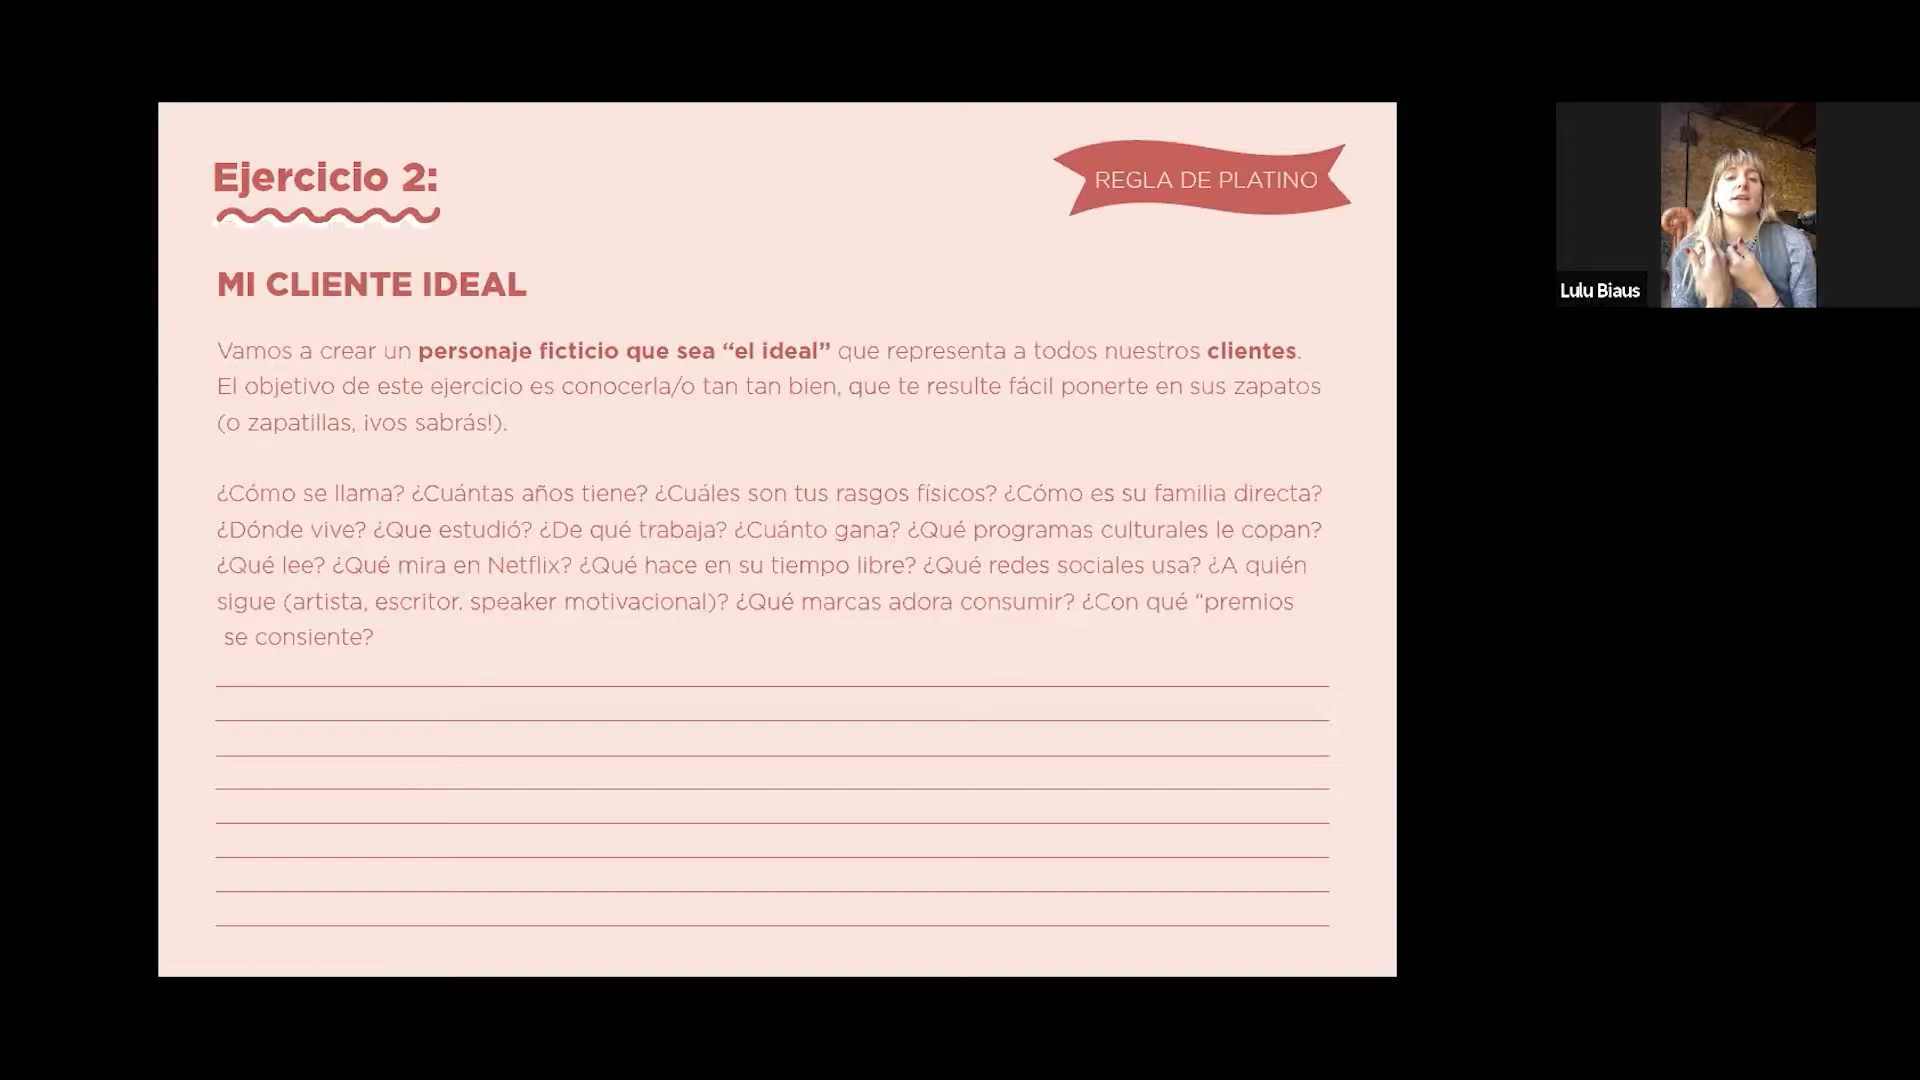 Ejercicio 2:
REGLA DE PLATINO
MI CLIENTE IDEAL
Vamos a crear un personaje ficticio que sea “el ideal” que representa a todos nuestros clientes.
El objetivo de este ejercicio es conocerla/o tan tan bien, que te resulte fácil ponerte en sus zapatos
(o zapatillas, ¡vos sabrás!).
¿Cómo se llama? ¿Cuántas años tiene? ¿Cuáles son tus rasgos físicos? ¿Cómo es su familia directa?
¿Dónde vive? ¿Que estudió? ¿De qué trabaja? ¿Cuánto gana? ¿Qué programas culturales le copan?
¿Qué lee? ¿Qué mira en Netflix? ¿Qué hace en su tiempo libre? ¿Qué redes sociales usa? ¿A quién
sigue (artista, escritor. speaker motivacional)? ¿Qué marcas adora consumir? ¿Con qué “premios
se consiente?
Lulu Biaus